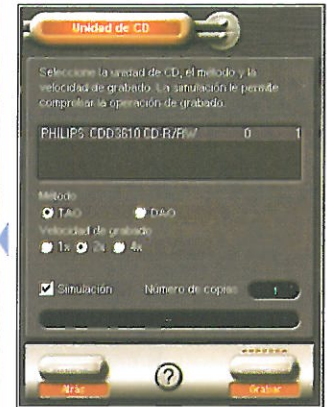 Unidad de CD
Seleccione la unidad de CD, el método y la
velocidad de grabado. La simulación le permite
comprobar la operación de grabado.
PHILIPS CDD3610 CD-R/RW 0 1
Método
TAO DAO
Velocidad de grabado
1x 2x 4x
Simulación Número de copias 1
Atrás ? Grabar